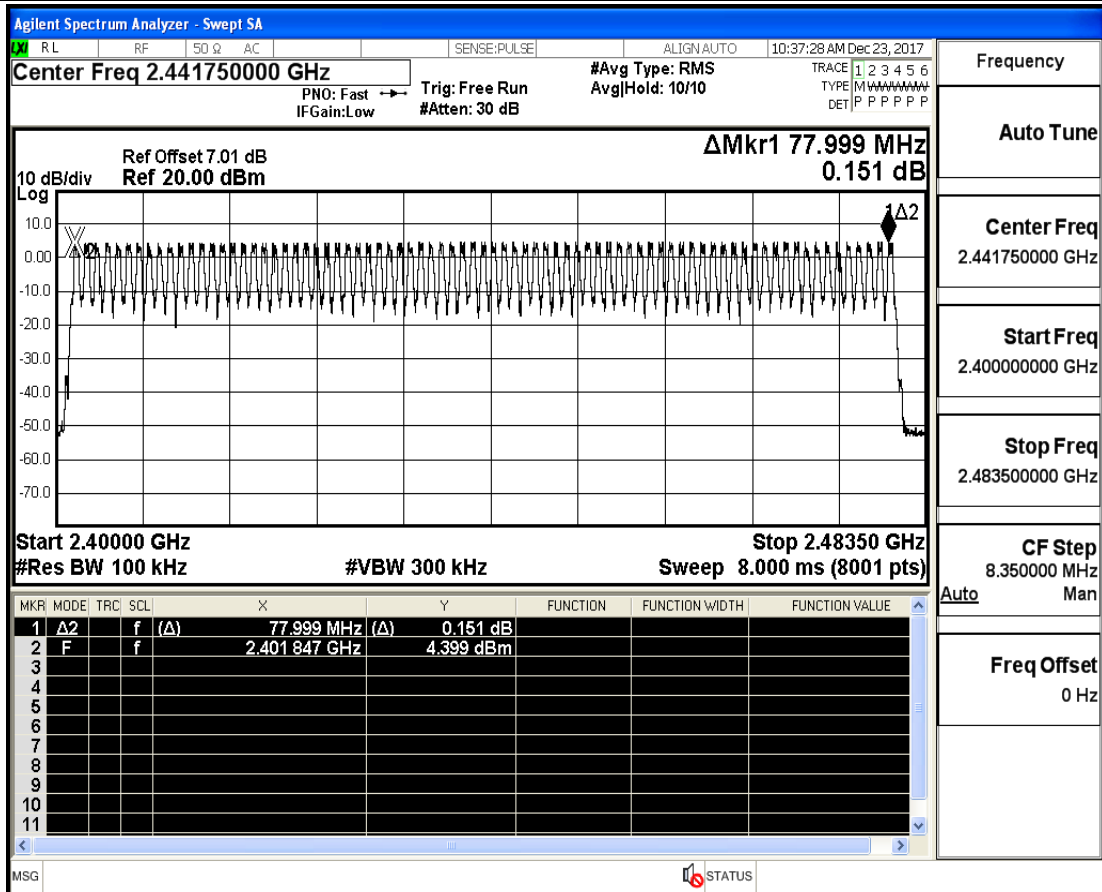 Agilent Spectrum Analyzer - Swept SA
LXI RL RF 50 Ω AC SENSE:PULSE ALIGN AUTO 10:37:28 AM Dec 23, 2017
Center Freq 2.441750000 GHz
PNO: Fast
IFGain:Low
Trig: Free Run
#Atten: 30 dB
#Avg Type: RMS
Avg|Hold: 10/10
TRACE 1 2 3 4 5 6
TYPE M WWWWW
DET P P P P P P
Ref Offset 7.01 dB
10 dB/div Ref 20.00 dBm
Log
ΔMkr1 77.999 MHz
0.151 dB
10.0
0.00
-10.0
-20.0
-30.0
-40.0
-50.0
-60.0
-70.0
2
1Δ2
Start 2.40000 GHz Stop 2.48350 GHz
#Res BW 100 kHz #VBW 300 kHz Sweep 8.000 ms (8001 pts)
MKR MODE TRC SCL X Y FUNCTION FUNCTION WIDTH FUNCTION VALUE
1 Δ2 f (Δ) 77.999 MHz (Δ) 0.151 dB
2 F f 2.401 847 GHz 4.399 dBm
3
4
5
6
7
8
9
10
11
MSG STATUS
Frequency
Auto Tune
Center Freq
2.441750000 GHz
Start Freq
2.400000000 GHz
Stop Freq
2.483500000 GHz
CF Step
8.350000 MHz
Auto Man
Freq Offset
0 Hz